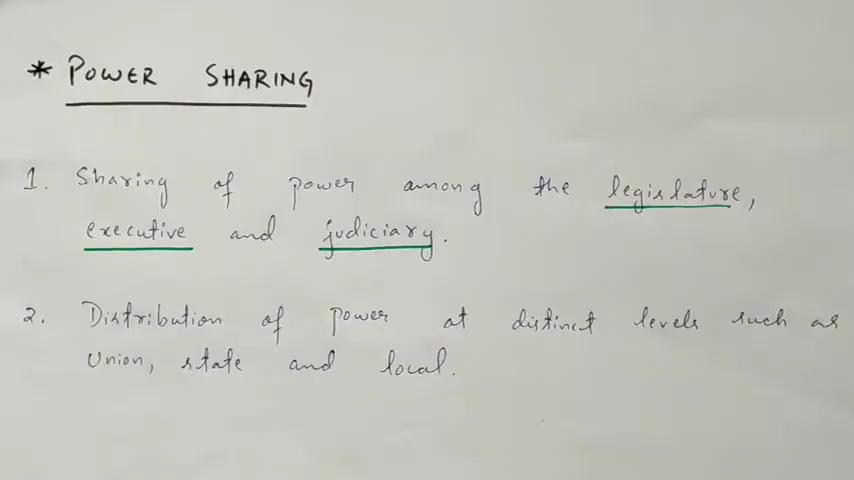 * POWER SHARING
1. Sharing of power among the legislature,
executive and judiciary.
2. Distribution of power at distinct levels such as
Union, state and local.